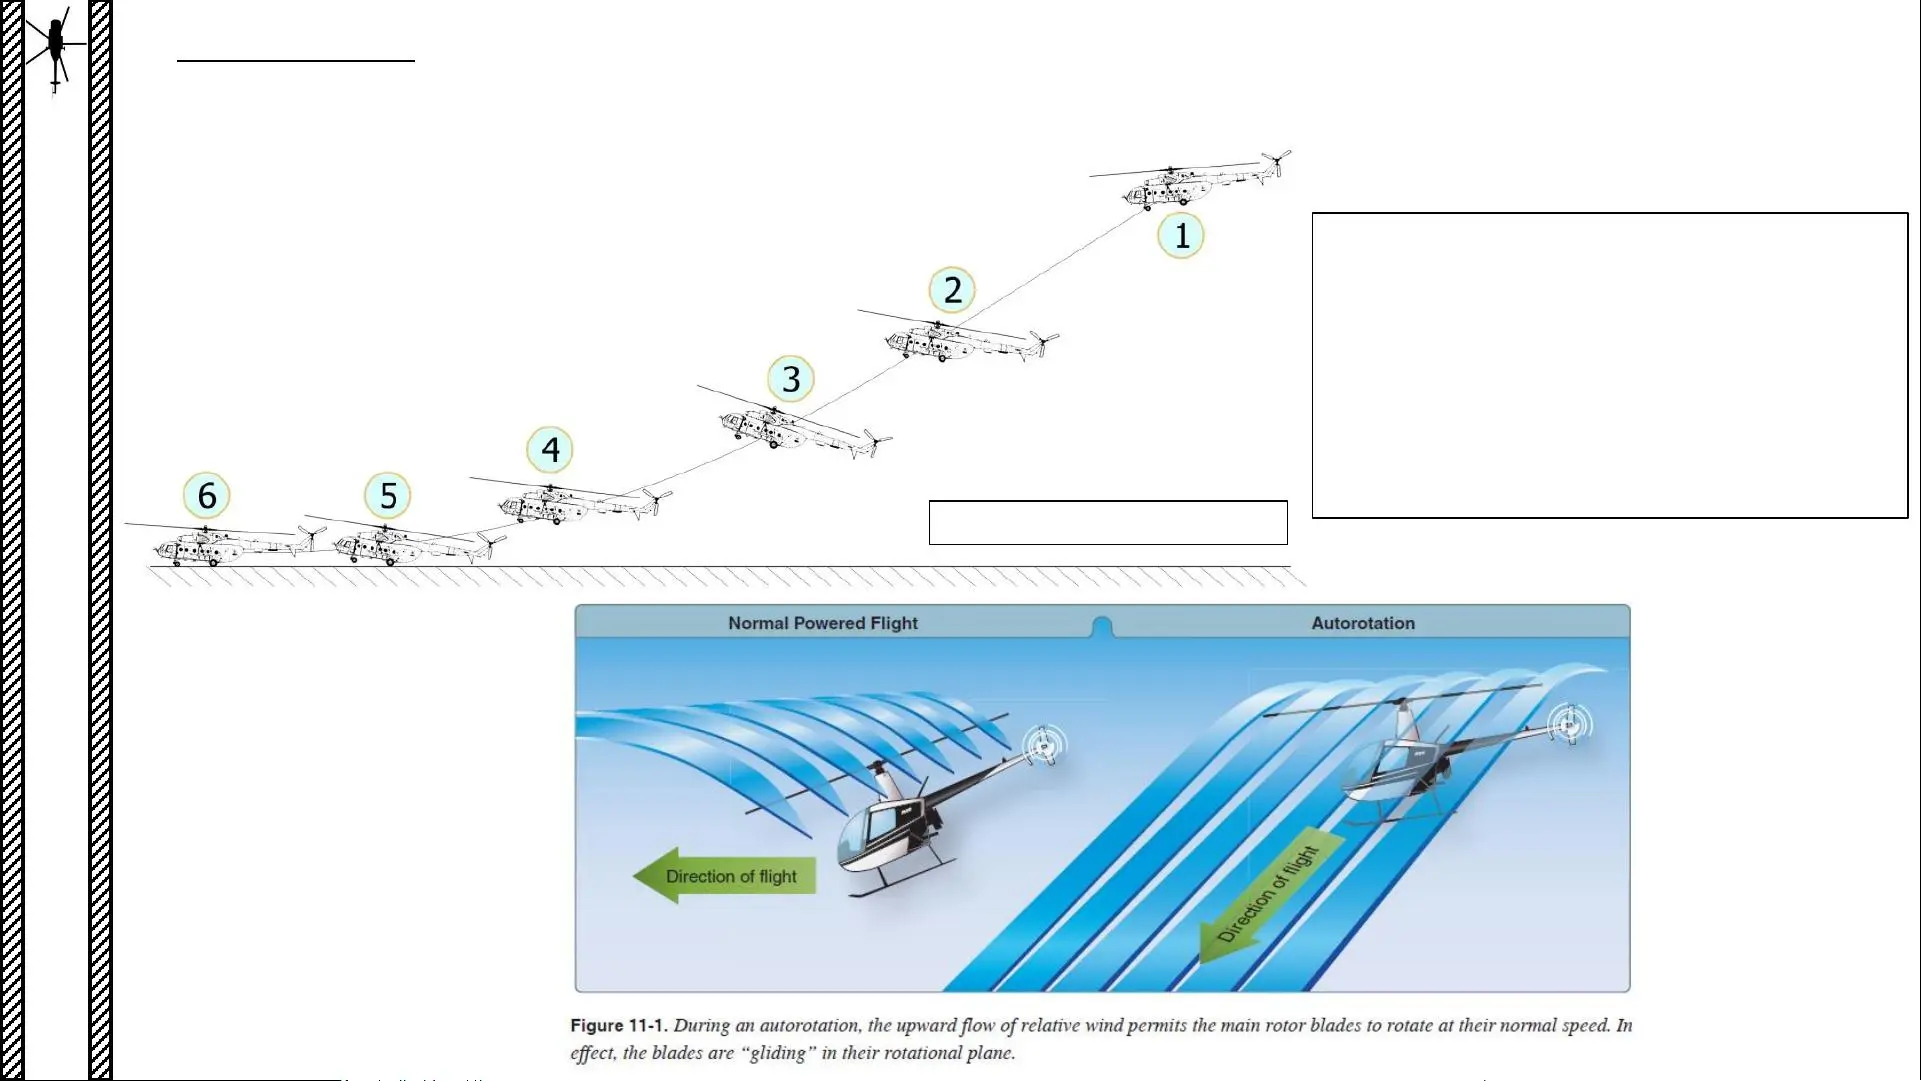 1
2
3
4
5
6
Normal Powered Flight
Autorotation
Direction of flight
Direction of flight
Figure 11-1. During an autorotation, the upward flow of relative wind permits the main rotor blades to rotate at their normal speed. In
effect, the blades are “gliding” in their rotational plane.